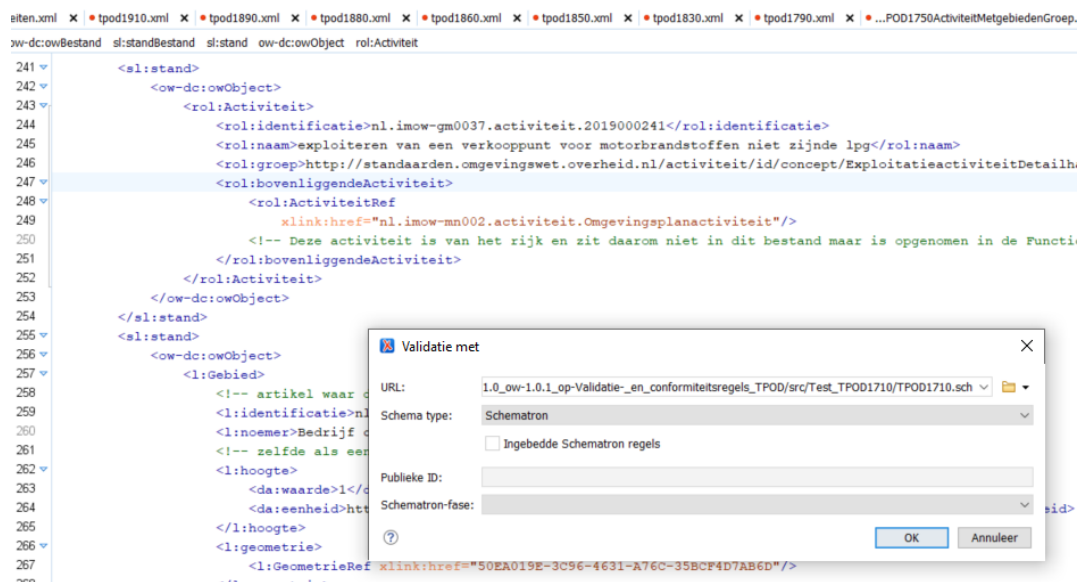 eiten.xml × tpod1910.xml × tpod1890.xml × tpod1880.xml × tpod1860.xml × tpod1850.xml × tpod1830.xml × tpod1790.xml × ...POD1750ActiviteitMetgebiedenGroep.
ow-dc:owBestand sl:standBestand sl:stand ow-dc:owObject rol:Activiteit
241 <sl:stand>
242 <ow-dc:owObject>
243 <rol:Activiteit>
244 <rol:identificatie>nl.imow-gm0037.activiteit.2019000241</rol:identificatie>
245 <rol:naam>exploiteren van een verkooppunt voor motorbrandstoffen niet zijnde lpg</rol:naam>
246 <rol:groep>http://standaarden.omgevingswet.overheid.nl/activiteit/id/concept/ExploitatieactiviteitDetailha
247 <rol:bovenliggendeActiviteit>
248 <rol:ActiviteitRef
249 xlink:href="nl.imow-mn002.activiteit.Omgevingsplanactiviteit"/>
250 <!-- Deze activiteit is van het rijk en zit daarom niet in dit bestand maar is opgenomen in de Functi
251 </rol:bovenliggendeActiviteit>
252 </rol:Activiteit>
253 </ow-dc:owObject>
254 </sl:stand>
255 <sl:stand>
256 <ow-dc:owObject>
257 <l:Gebied>
258 <!-- artikel waar
259 <l:identificatie>nl
260 <l:noemer>Bedrijf
261 <!-- zelfde als een
262 <l:hoogte>
263 <da:waarde>1</
264 <da:eenheid>htt eid>
265 </l:hoogte>
266 <l:geometrie>
267 <l:GeometrieRef xlink:href="50EA019E-3C96-4631-A76C-35BCF4D7AB6D"/>
Validatie met
URL: 1.0_ow-1.0.1_op-Validatie-_en_conformiteitsregels_TPOD/src/Test_TPOD1710/TPOD1710.sch
Schema type: Schematron
Ingebedde Schematron regels
Publieke ID:
Schematron-fase:
? OK Annuleer